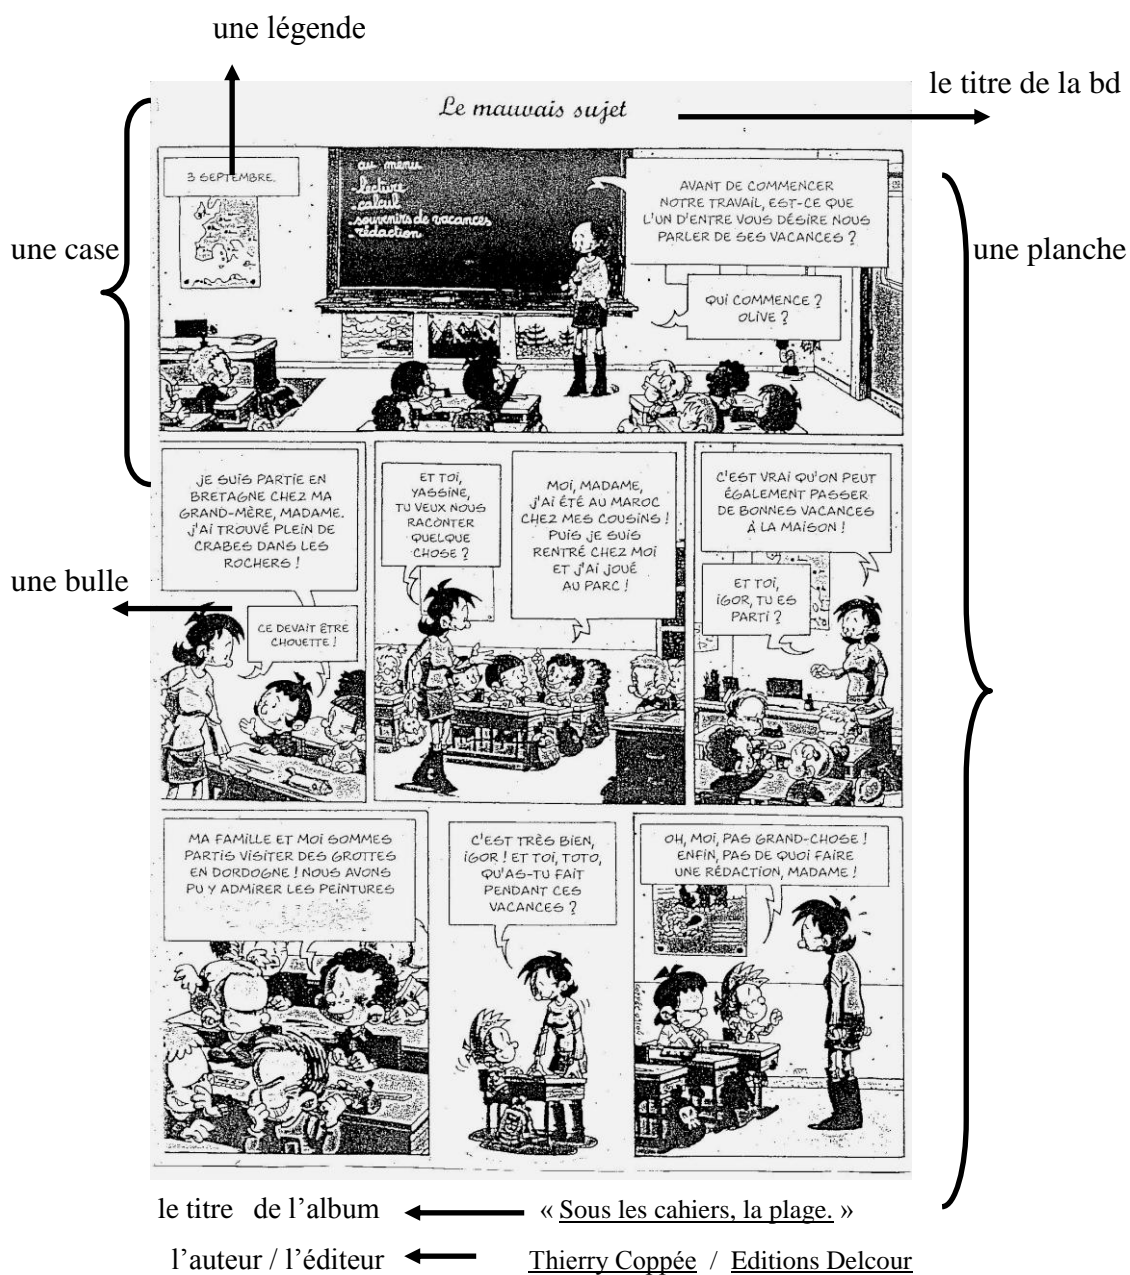 une légende
le titre de la bd
Le mauvais sujet
une case
une planche
3 SEPTEMBRE.
au menu
-lecture
-calcul
-souvenirs de vacances
-rédaction
AVANT DE COMMENCER
NOTRE TRAVAIL, EST-CE QUE
L'UN D'ENTRE VOUS DÉSIRE NOUS
PARLER DE SES VACANCES ?
QUI COMMENCE ?
OLIVE ?
JE SUIS PARTIE EN
BRETAGNE CHEZ MA
GRAND-MÈRE, MADAME.
J'AI TROUVÉ PLEIN DE
CRABES DANS LES
ROCHERS !
une bulle
CE DEVAIT ÊTRE
CHOUETTE !
ET TOI,
YASSINE,
TU VEUX NOUS
RACONTER
QUELQUE
CHOSE ?
MOI, MADAME,
J'AI ÉTÉ AU MAROC
CHEZ MES COUSINS !
PUIS JE SUIS
RENTRÉ CHEZ MOI
ET J'AI JOUÉ
AU PARC !
C'EST VRAI QU'ON PEUT
ÉGALEMENT PASSER
DE BONNES VACANCES
À LA MAISON !
ET TOI,
IGOR, TU ES
PARTI ?
MA FAMILLE ET MOI SOMMES
PARTIS VISITER DES GROTTES
EN DORDOGNE ! NOUS AVONS
PU Y ADMIRER LES PEINTURES
C'EST TRÈS BIEN,
IGOR ! ET TOI, TOTO,
QU'AS-TU FAIT
PENDANT CES
VACANCES ?
OH, MOI, PAS GRAND-CHOSE !
ENFIN, PAS DE QUOI FAIRE
UNE RÉDACTION, MADAME !
le titre de l'album « Sous les cahiers, la plage. »
l'auteur / l'éditeur Thierry Coppée / Editions Delcour